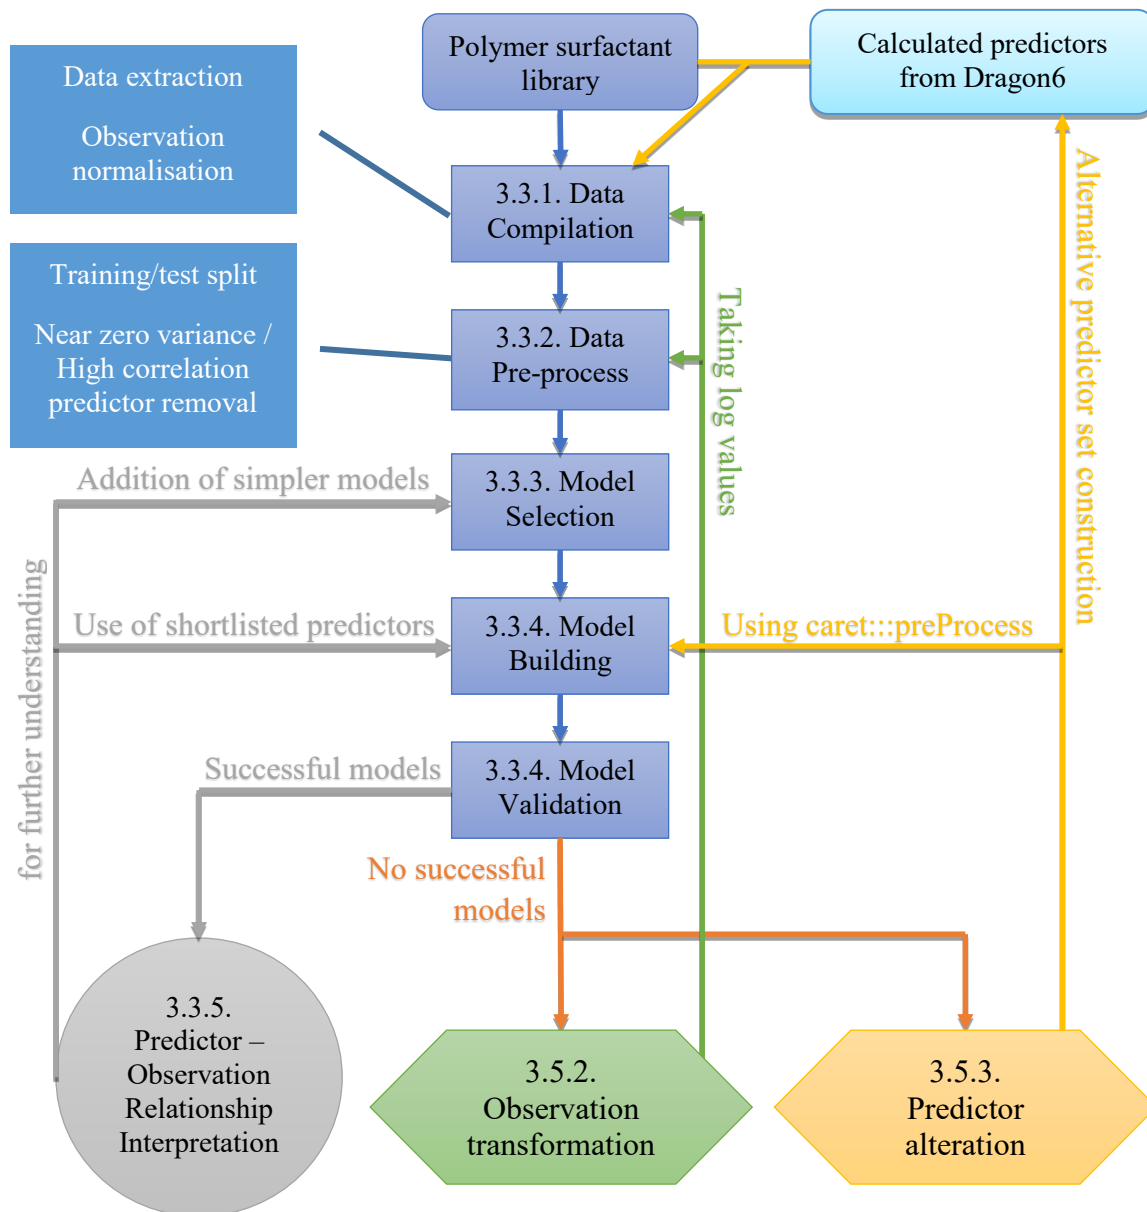 Polymer surfactant
library
Calculated predictors
from Dragon6
Data extraction
Observation
normalisation
3.3.1. Data
Compilation
Training/test split
Near zero variance /
High correlation
predictor removal
3.3.2. Data
Pre-process
Taking log values
Alternative predictor set construction
Addition of simpler models
3.3.3. Model
Selection
for further understanding
Use of shortlisted predictors
3.3.4. Model
Building
Using caret:::preProcess
Successful models
3.3.4. Model
Validation
No successful
models
3.3.5.
Predictor –
Observation
Relationship
Interpretation
3.5.2.
Observation
transformation
3.5.3.
Predictor
alteration